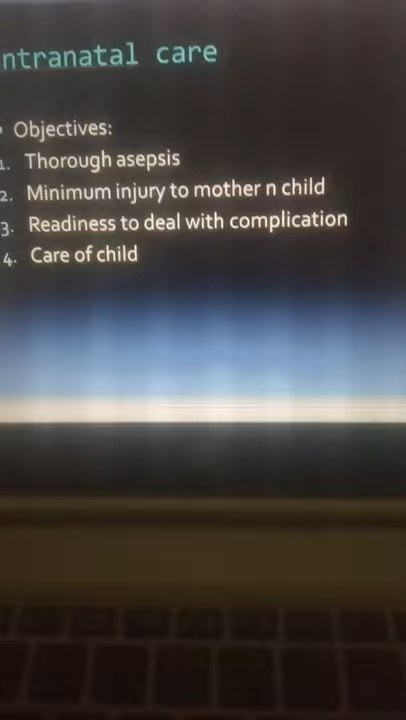 ntranatal care
• Objectives:
1. Thorough asepsis
2. Minimum injury to mother n child
3. Readiness to deal with complication
4. Care of child